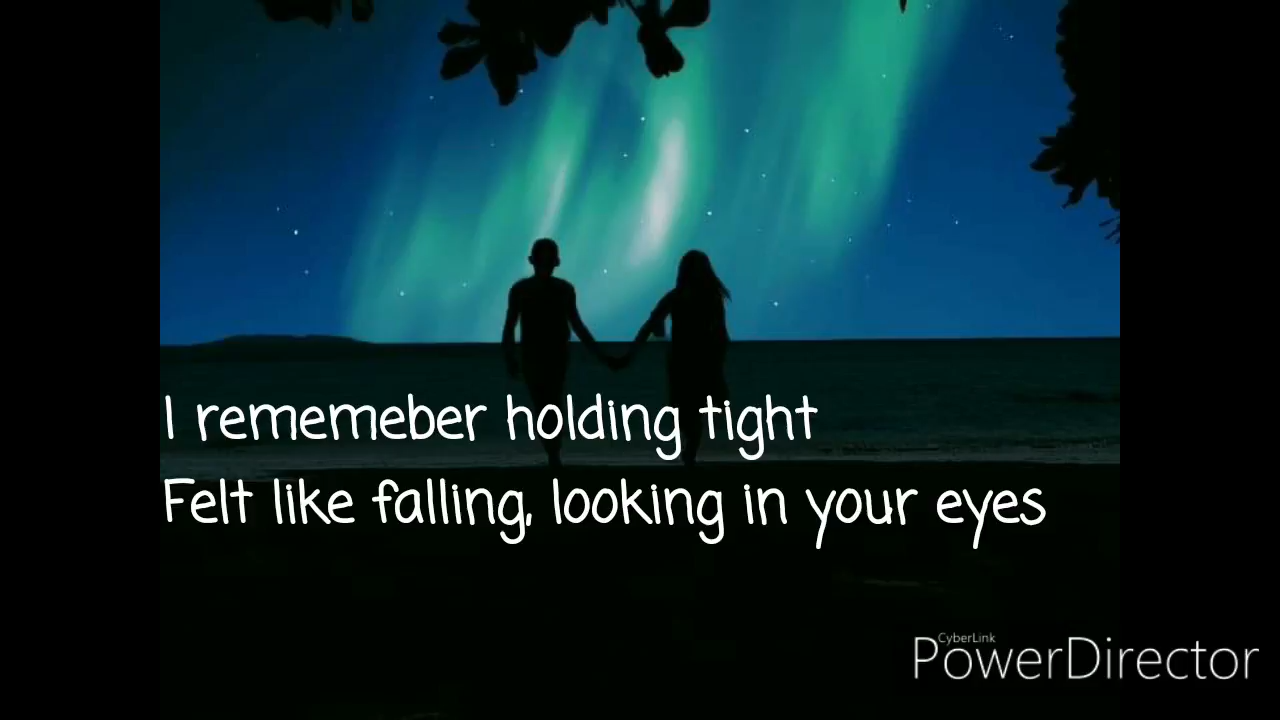 I rememeber holding tight
Felt like falling, looking in your eyes
CyberLink
PowerDirector